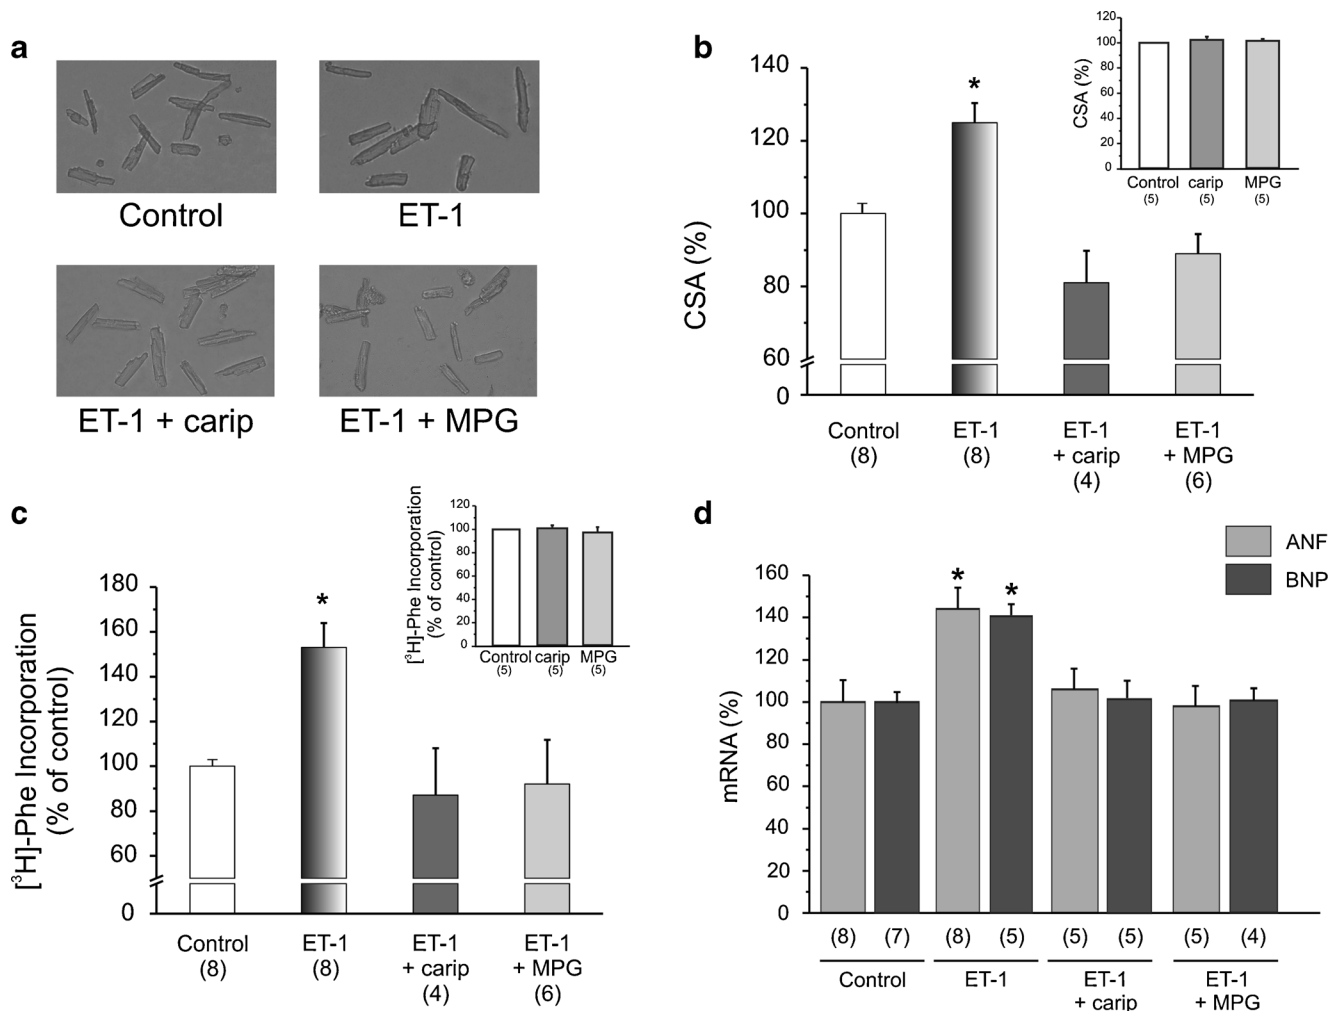 a
Control
ET-1
ET-1 + carip
ET-1 + MPG
b
CSA (%)
140
120
100
80
60
0
*
Control
(8)
ET-1
(8)
ET-1
+ carip
(4)
ET-1
+ MPG
(6)
CSA (%)
120
100
80
60
40
20
0
Control
(5)
carip
(5)
MPG
(5)
c
[³H]-Phe Incorporation
(% of control)
180
160
140
120
100
80
60
0
*
Control
(8)
ET-1
(8)
ET-1
+ carip
(4)
ET-1
+ MPG
(6)
[³H]-Phe Incorporation
(% of control)
120
100
80
60
40
20
0
Control
(5)
carip
(5)
MPG
(5)
d
ANF
BNP
mRNA (%)
160
140
120
100
80
60
40
20
0
* *
(8) (7) (8) (5) (5) (5) (5) (4)
Control
ET-1
ET-1
+ carip
ET-1
+ MPG